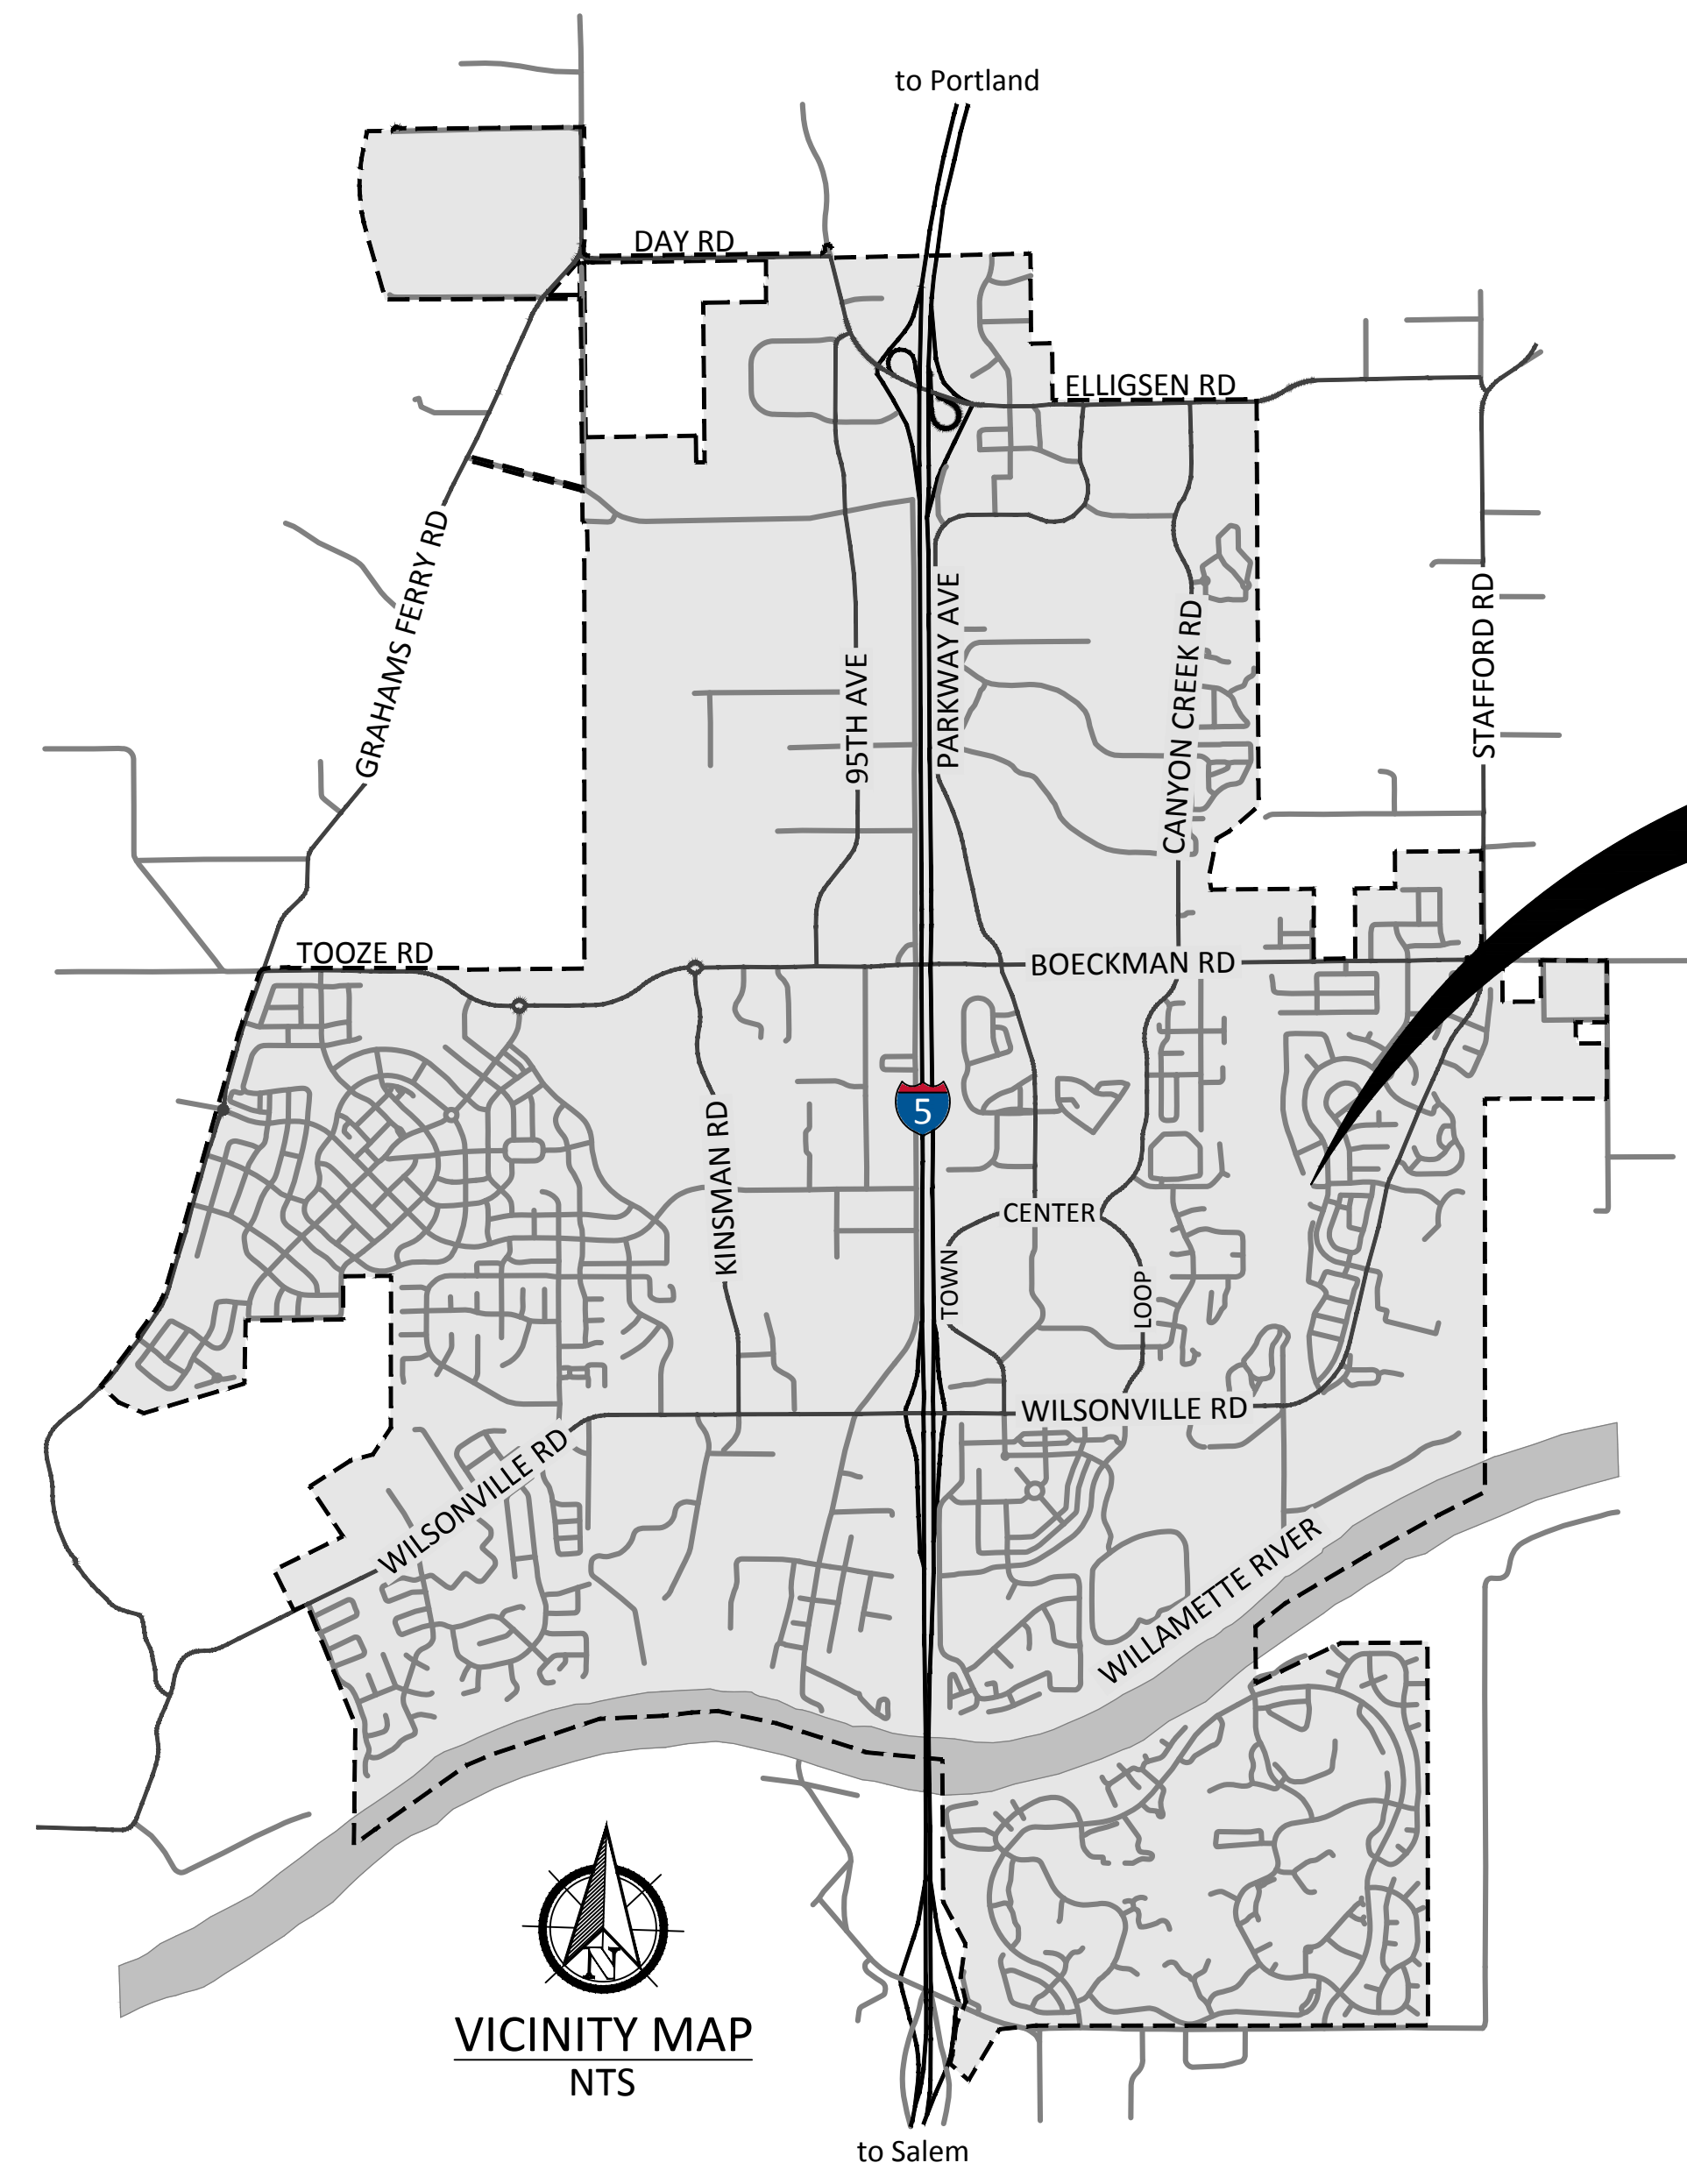 to Portland
DAY RD
ELLIGSEN RD
GRAHAMS FERRY RD
95TH AVE
PARKWAY AVE
CANYON CREEK RD
STAFFORD RD
TOOZE RD
BOECKMAN RD
5
KINSMAN RD
CENTER
TOWN
LOOP
WILSONVILLE RD
WILSONVILLE RD
WILLAMETTE RIVER
N
VICINITY MAP
NTS
to Salem